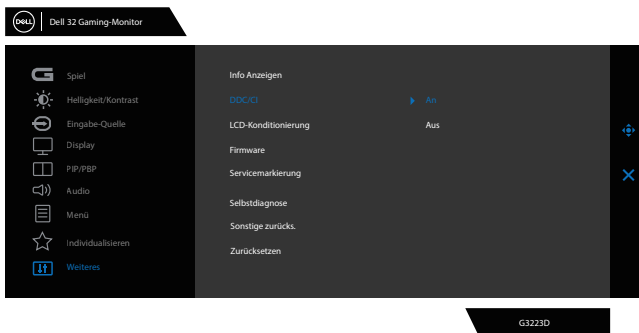 DELL Dell 32 Gaming-Monitor
Spiel
Helligkeit/Kontrast
Eingabe-Quelle
Display
PIP/PBP
Audio
Menü
Individualisieren
Weiteres
Info Anzeigen
DDC/CI An
LCD-Konditionierung Aus
Firmware
Servicemarkierung
Selbstdiagnose
Sonstige zurücks.
Zurücksetzen
G3223D